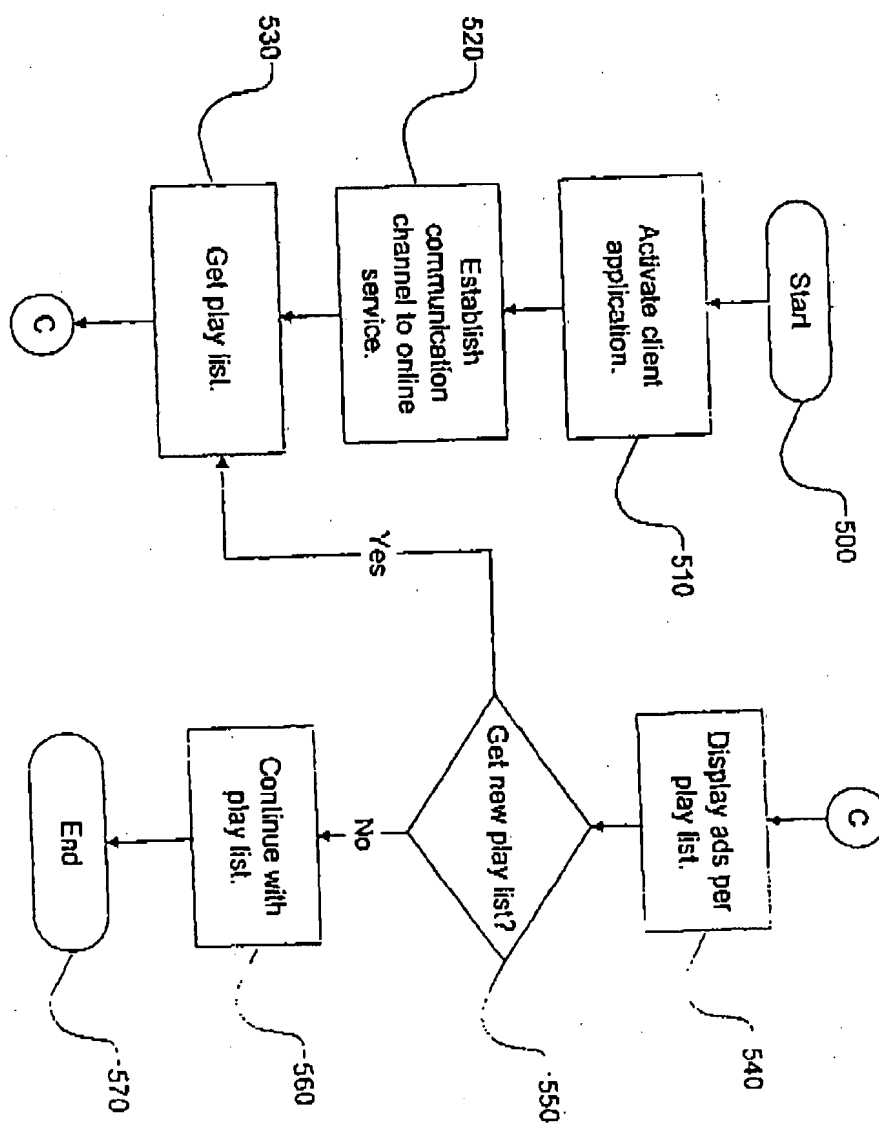 Start
500
Activate client
application.
510
Establish
communication
channel to online
service.
520
Get play list.
530
C
C
Display ads per
play list.
540
Get new play list?
550
Yes
No
Continue with
play list.
560
End
570